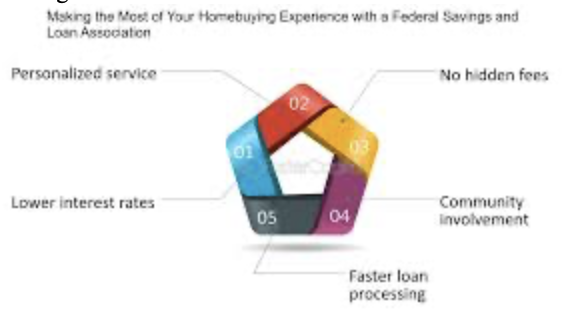 Making the Most of Your Homebuying Experience with a Federal Savings and
Loan Association
Personalized service
No hidden fees
02
01
03
Lower interest rates
Community
involvement
05
04
Faster loan
processing